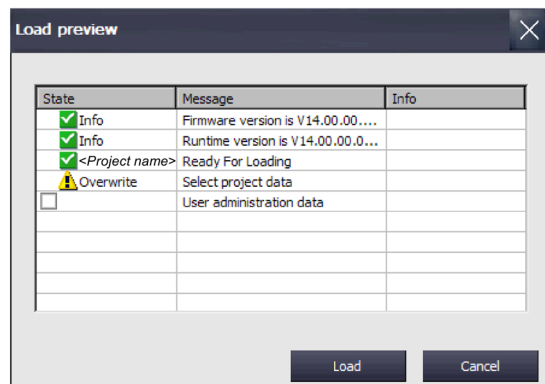 Load preview
State Message Info
Info Firmware version is V14.00.00....
Info Runtime version is V14.00.00.0...
<Project name> Ready For Loading
Overwrite Select project data
User administration data
Load Cancel